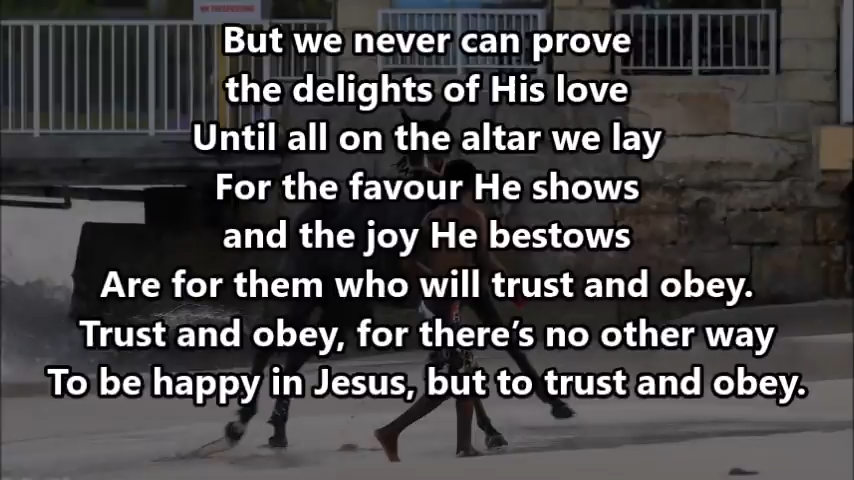 NO TRESPASSING
But we never can prove
the delights of His love
Until all on the altar we lay
For the favour He shows
and the joy He bestows
Are for them who will trust and obey.
Trust and obey, for there’s no other way
To be happy in Jesus, but to trust and obey.